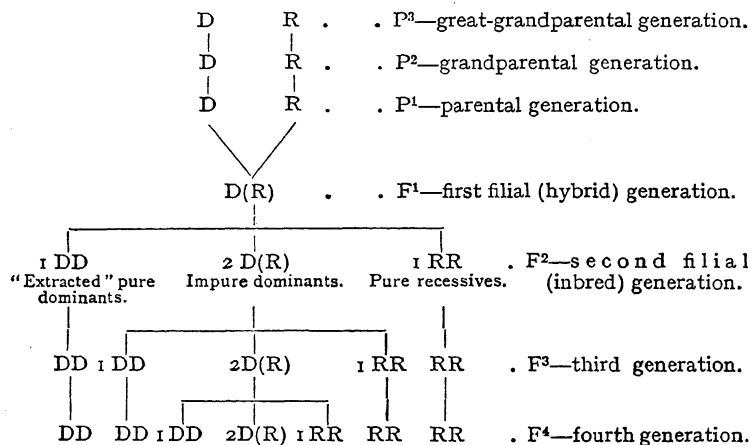 D R . . P³—great-grandparental generation.
D R . . P²—grandparental generation.
D R . . P¹—parental generation.
D(R) . . F¹—first filial (hybrid) generation.
1 DD 2 D(R) 1 RR . F²—second filial
"Extracted" pure Impure dominants. Pure recessives. (inbred) generation.
dominants.
DD 1 DD 2D(R) 1 RR RR . F³—third generation.
DD DD 1 DD 2D(R) 1 RR RR RR . F⁴—fourth generation.